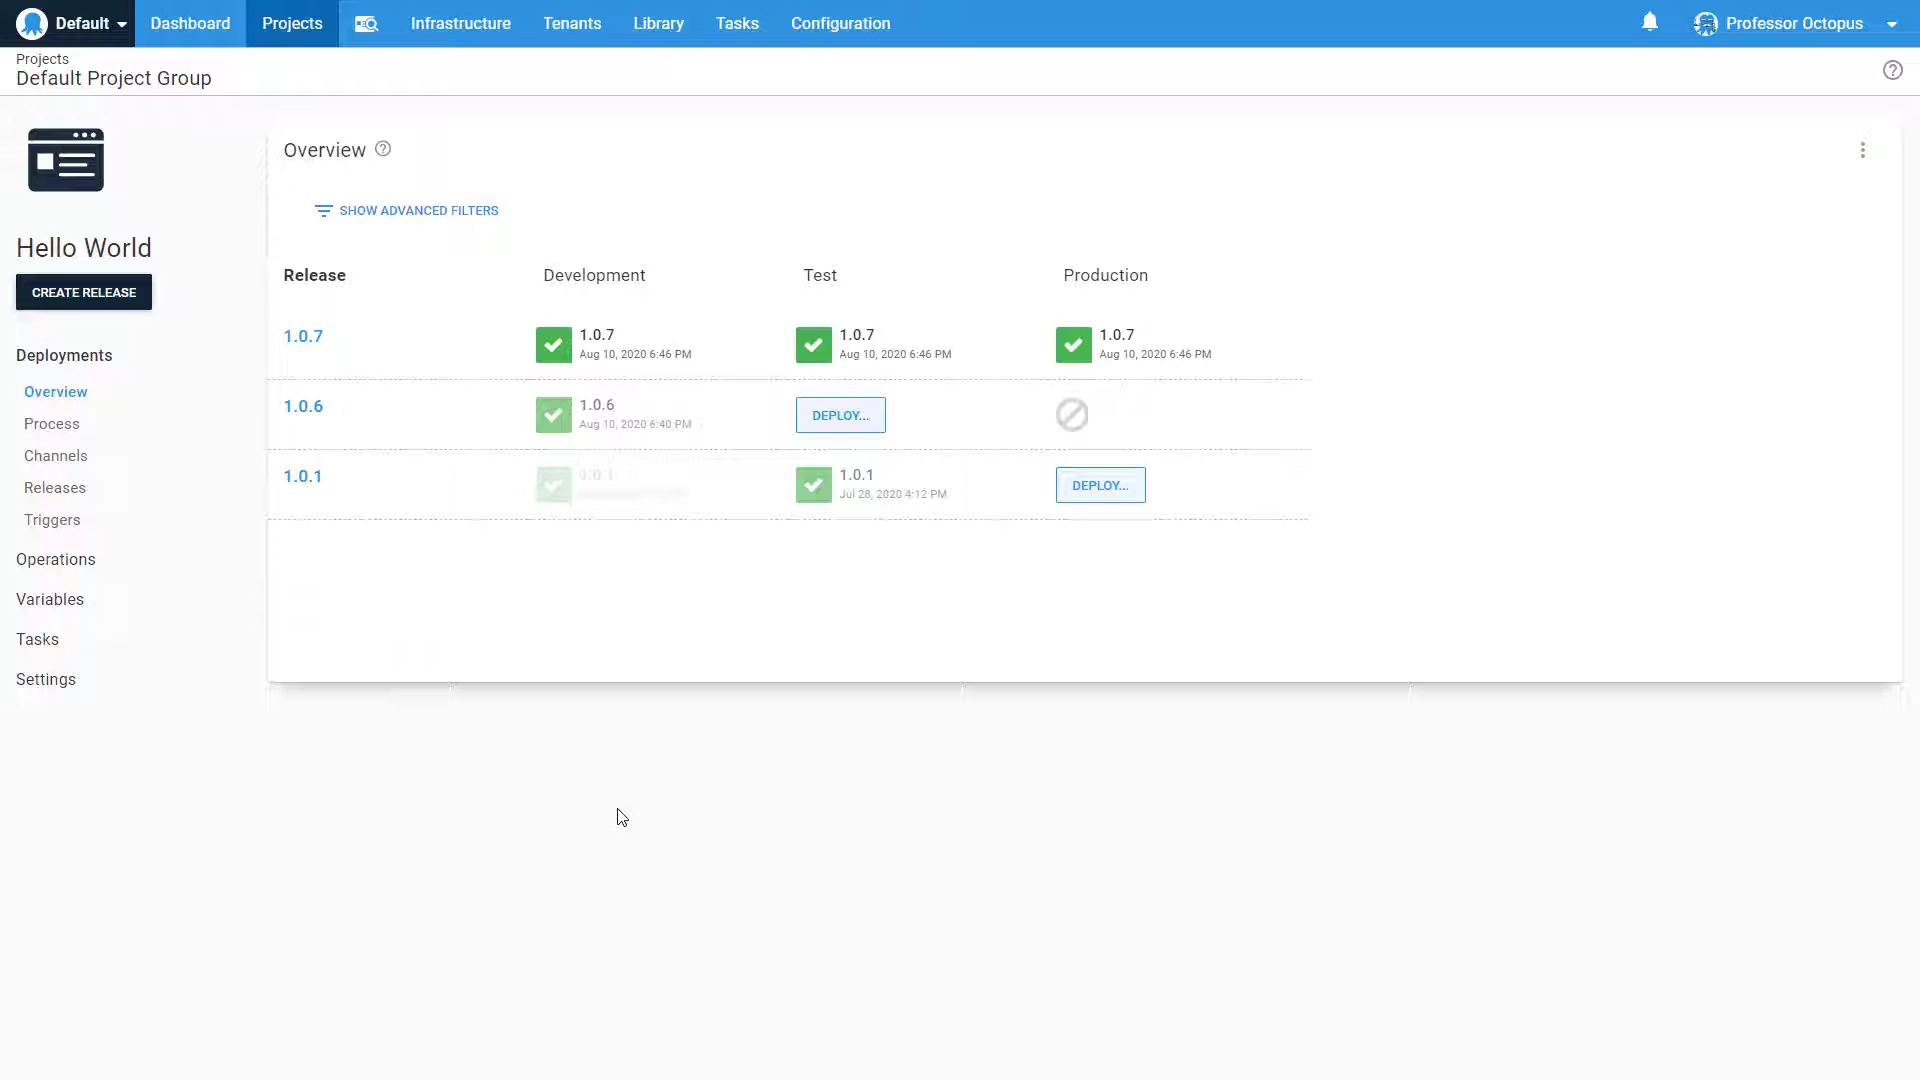 Default Dashboard Projects Infrastructure Tenants Library Tasks Configuration Professor Octopus
Projects
Default Project Group
Overview
SHOW ADVANCED FILTERS
Hello World
CREATE RELEASE
Deployments
Overview
Process
Channels
Releases
Triggers
Operations
Variables
Tasks
Settings
Release Development Test Production
1.0.7 1.0.7 1.0.7 1.0.7
Aug 10, 2020 6:46 PM Aug 10, 2020 6:46 PM Aug 10, 2020 6:46 PM
1.0.6 1.0.6 DEPLOY...
Aug 10, 2020 6:40 PM
1.0.1 1.0.1 1.0.1 DEPLOY...
Jul 28, 2020 4:12 PM